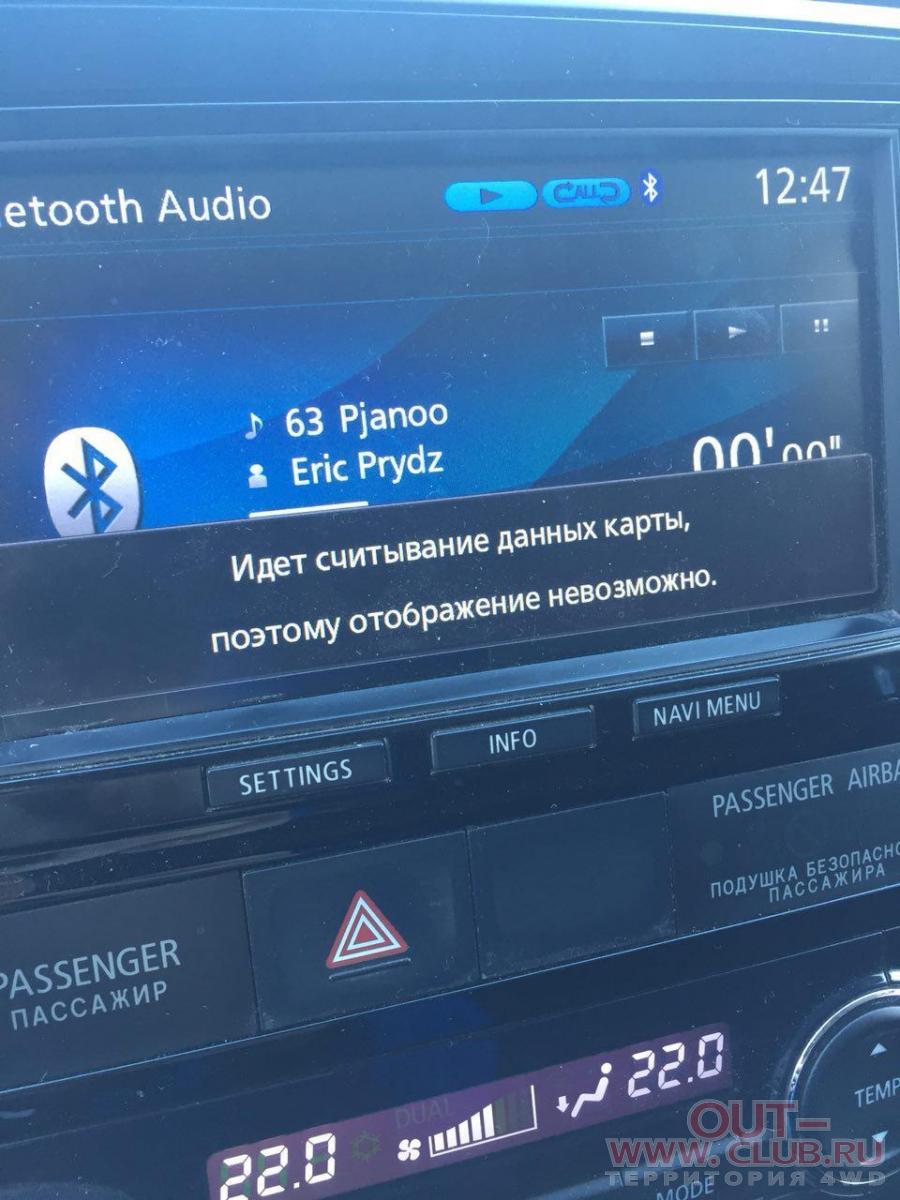 etooth Audio
ALL
12:47
63 Pjanoo
Eric Prydz
00'00"
Идет считывание данных карты,
поэтому отображение невозможно.
SETTINGS
INFO
NAVI MENU
PASSENGER AIRBA
ПОДУШКА БЕЗОПАСНО
ПАССАЖИРА
PASSENGER
ПАССАЖИР
DUAL
22.0
22.0
TEMP
MODE
OUT-
WWW.CLUB.RU
ТЕРРИТОРИЯ 4WD